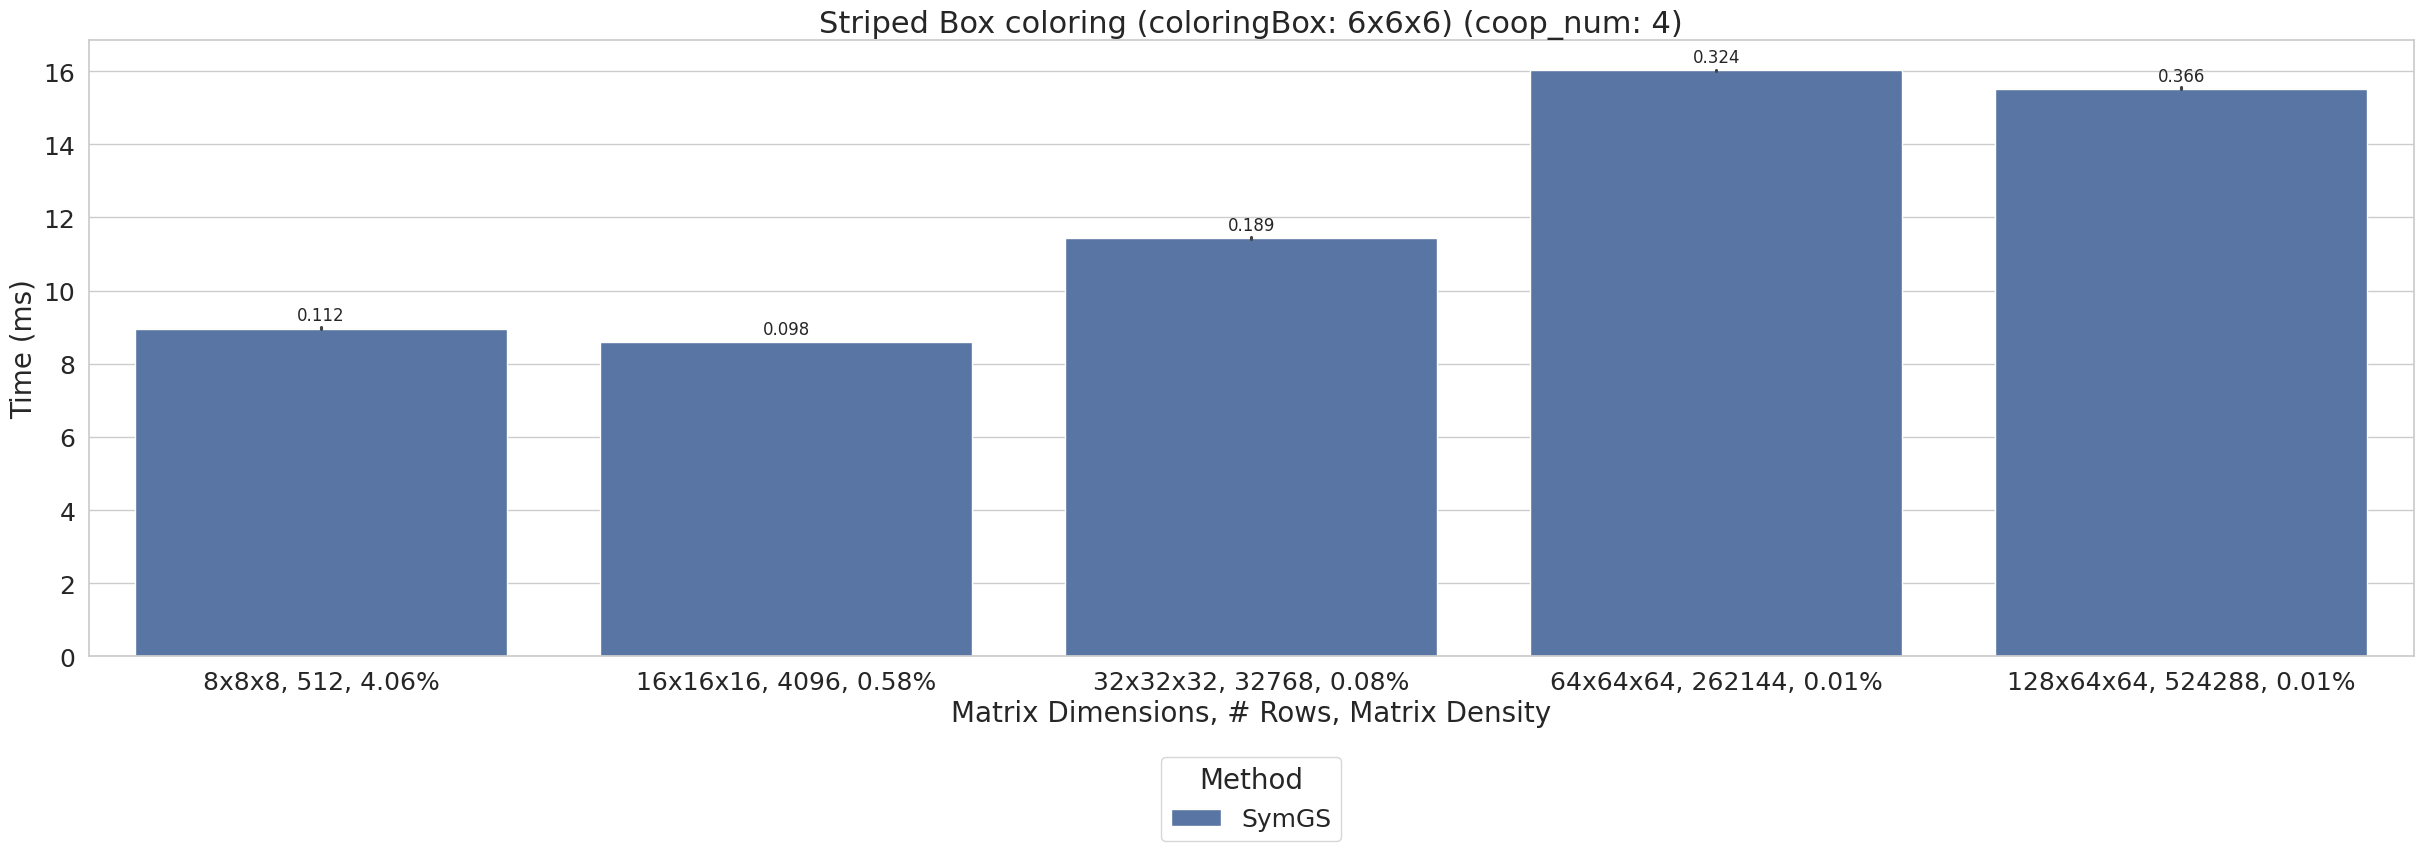 Striped Box coloring (coloringBox: 6x6x6) (coop_num: 4)
Time (ms)
16
14
12
10
8
6
4
2
0
0.112
0.098
0.189
0.324
0.366
8x8x8, 512, 4.06%
16x16x16, 4096, 0.58%
32x32x32, 32768, 0.08%
64x64x64, 262144, 0.01%
128x64x64, 524288, 0.01%
Matrix Dimensions, # Rows, Matrix Density
Method
SymGS